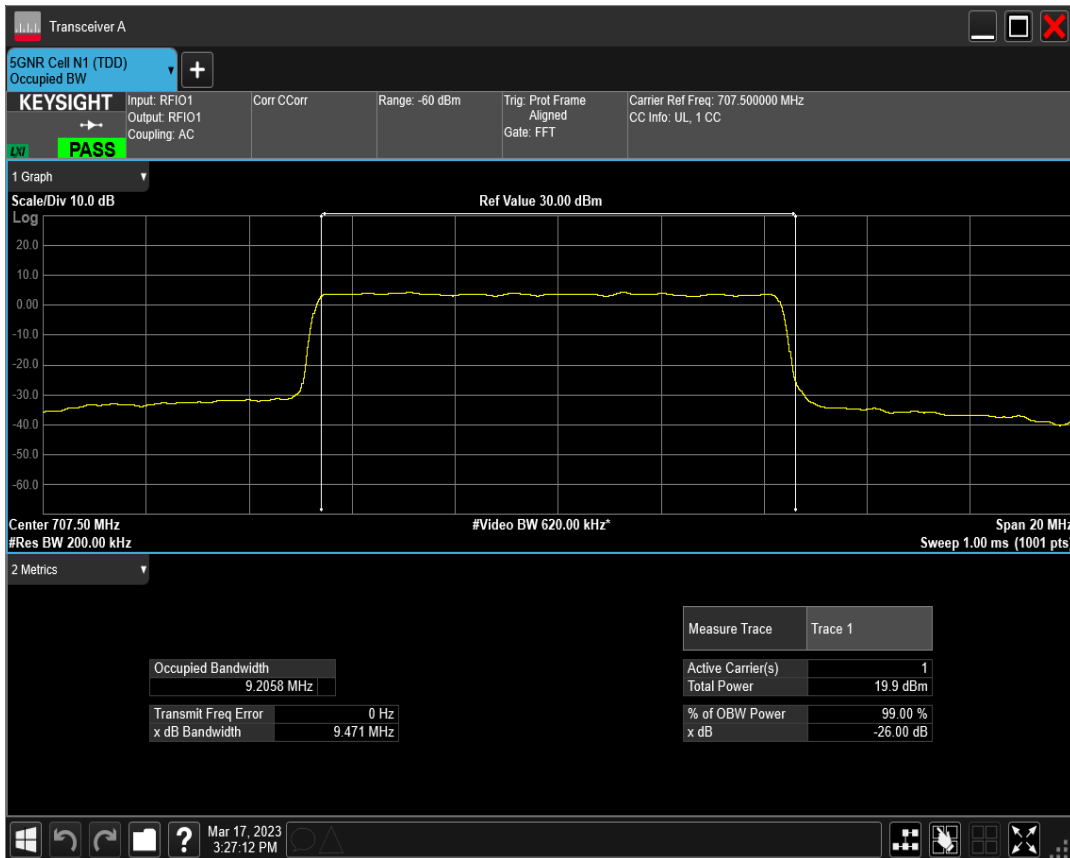 Transceiver A
5GNR Cell N1 (TDD)
Occupied BW
+
KEYSIGHT
LXI
PASS
Input: RFIO1
Output: RFIO1
Coupling: AC
Corr CCorr
Range: -60 dBm
Trig: Prot Frame
Aligned
Gate: FFT
Carrier Ref Freq: 707.500000 MHz
CC Info: UL, 1 CC
1 Graph
Scale/Div 10.0 dB
Ref Value 30.00 dBm
Log
20.0
10.0
0.00
-10.0
-20.0
-30.0
-40.0
-50.0
-60.0
Center 707.50 MHz
#Video BW 620.00 kHz*
Span 20 MHz
#Res BW 200.00 kHz
Sweep 1.00 ms (1001 pts)
2 Metrics
Measure Trace Trace 1
Occupied Bandwidth
9.2058 MHz
Transmit Freq Error 0 Hz
x dB Bandwidth 9.471 MHz
Active Carrier(s) 1
Total Power 19.9 dBm
% of OBW Power 99.00 %
x dB -26.00 dB
?
Mar 17, 2023
3:27:12 PM